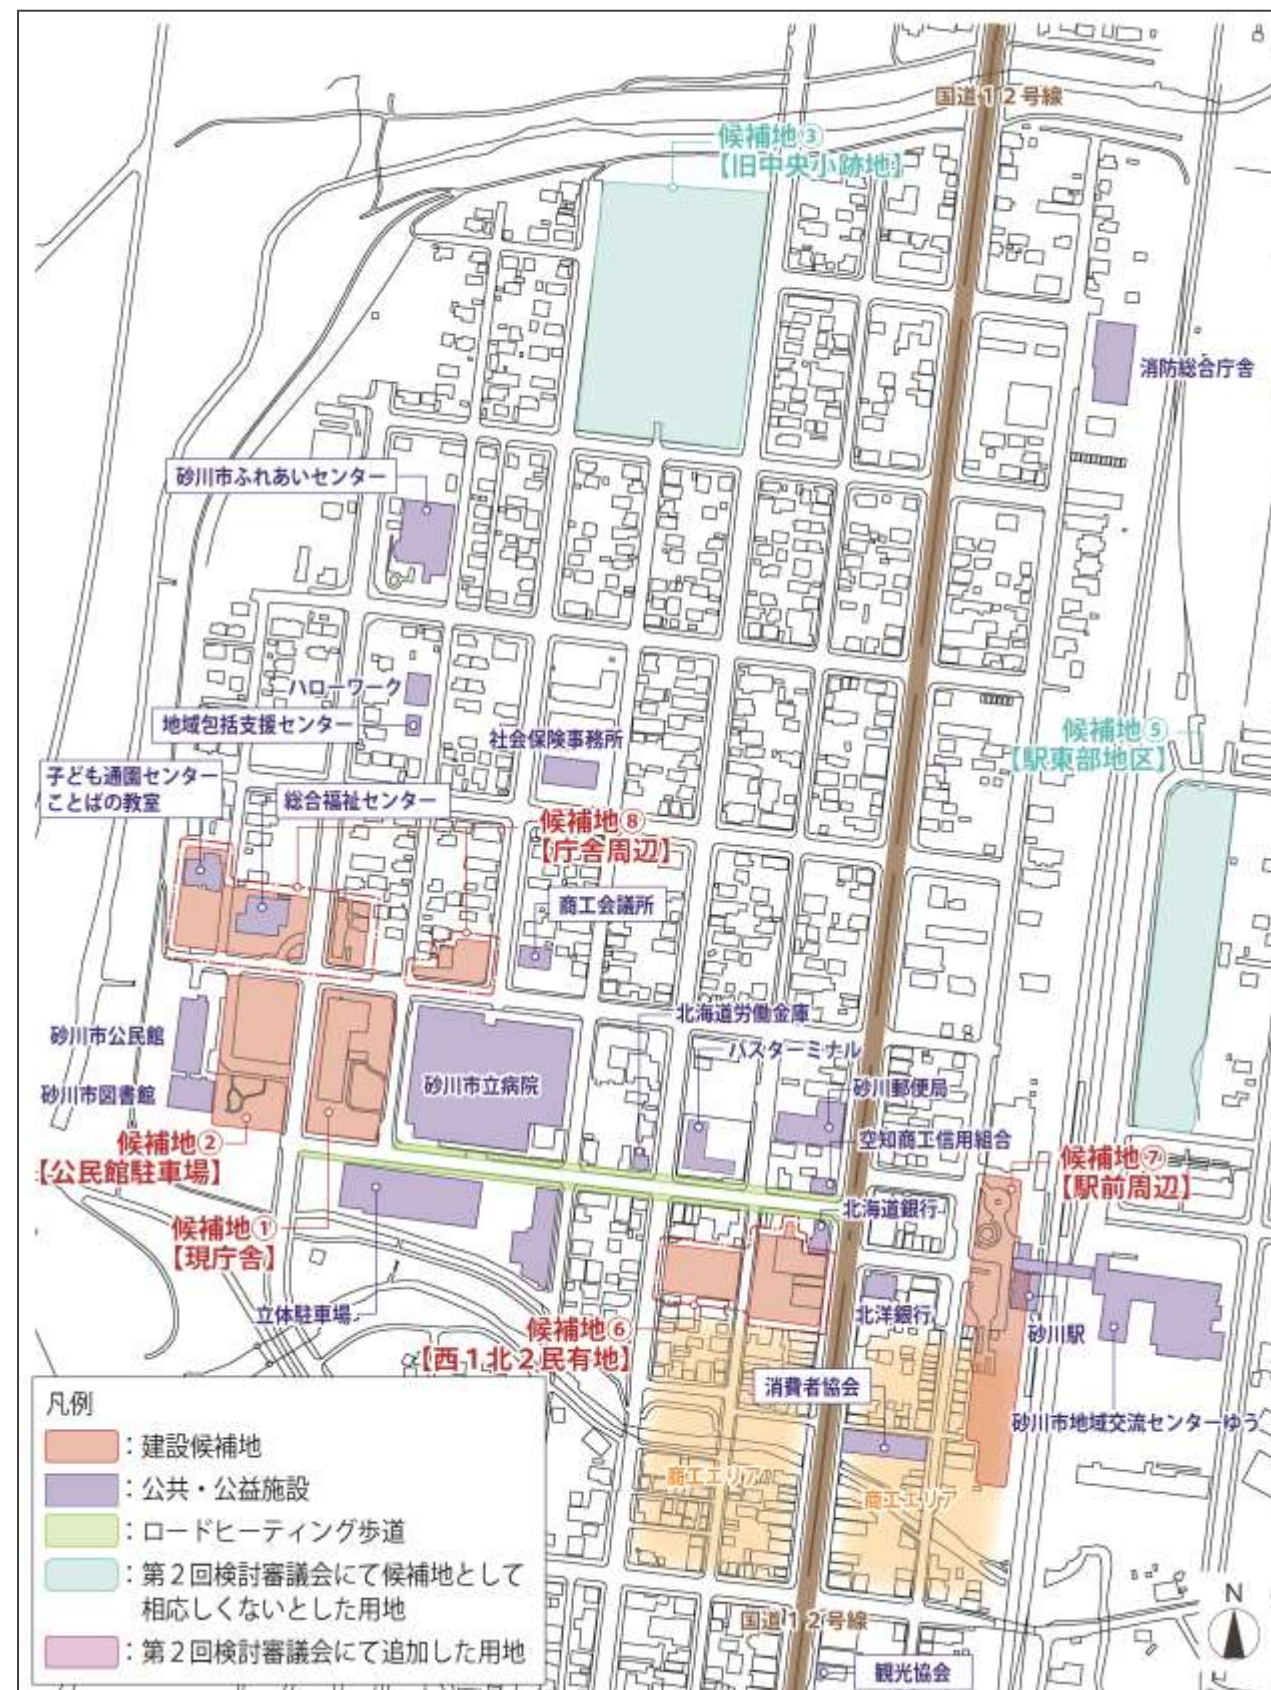 国道12号線
候補地③
【旧中央小跡地】
消防総合庁舎
砂川市ふれあいセンター
ハローワーク
地域包括支援センター
社会保険事務所
候補地⑤
【駅東部地区】
子ども通園センター
ことばの教室
総合福祉センター
候補地⑧
【庁舎周辺】
商工会議所
北海道労働金庫
バスターミナル
砂川市公民館
砂川市立病院
砂川郵便局
砂川市図書館
空知商工信用組合
候補地②
【公民館駐車場】
候補地⑦
【駅前周辺】
候補地①
【現庁舎】
北海道銀行
立体駐車場
北洋銀行
砂川駅
候補地⑥
【西1北2民有地】
消費者協会
砂川市地域交流センターゆう
商工エリア
商工エリア
凡例
:建設候補地
:公共・公益施設
:ロードヒーティング歩道
:第2回検討審議会にて候補地として
相応しくないとした用地
:第2回検討審議会にて追加した用地
国道12号線
観光協会
N